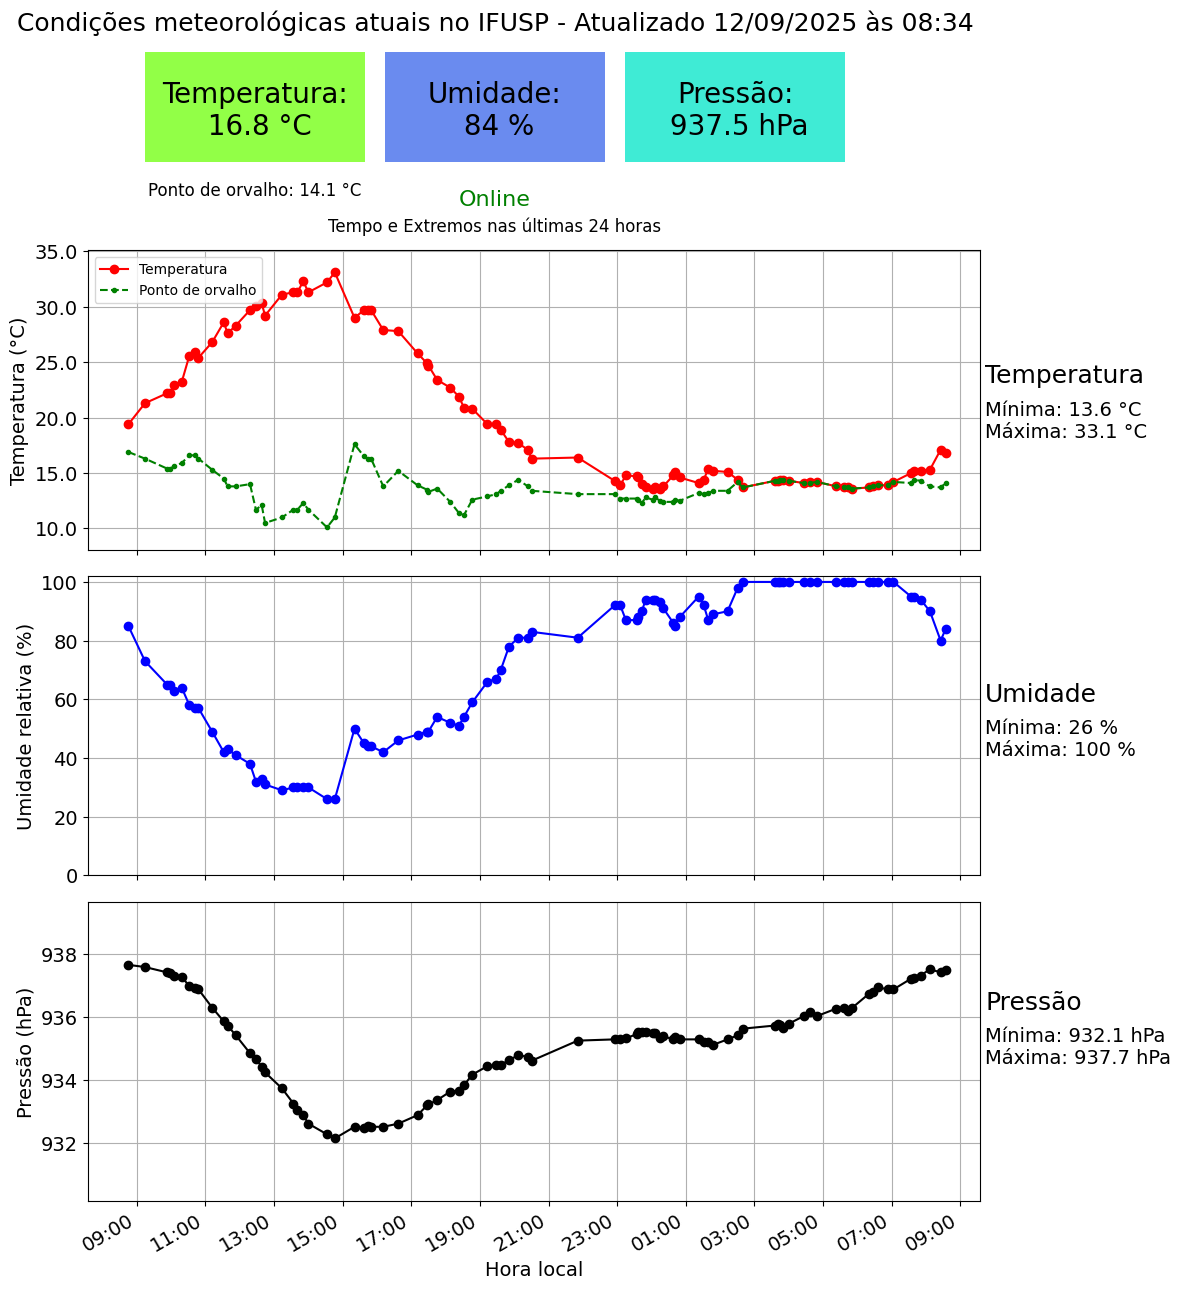 Condições meteorológicas atuais no IFUSP - Atualizado 12/09/2025 às 08:34
Temperatura:
16.8 °C
Umidade:
84 %
Pressão:
937.5 hPa
Ponto de orvalho: 14.1 °C
Online
Tempo e Extremos nas últimas 24 horas
Temperatura (°C)
35.0
30.0
25.0
20.0
15.0
10.0
Temperatura
Ponto de orvalho
Temperatura
Mínima: 13.6 °C
Máxima: 33.1 °C
Umidade relativa (%)
100
80
60
40
20
0
Umidade
Mínima: 26 %
Máxima: 100 %
Pressão (hPa)
938
936
934
932
Pressão
Mínima: 932.1 hPa
Máxima: 937.7 hPa
09:00 11:00 13:00 15:00 17:00 19:00 21:00 23:00 01:00 03:00 05:00 07:00 09:00
Hora local